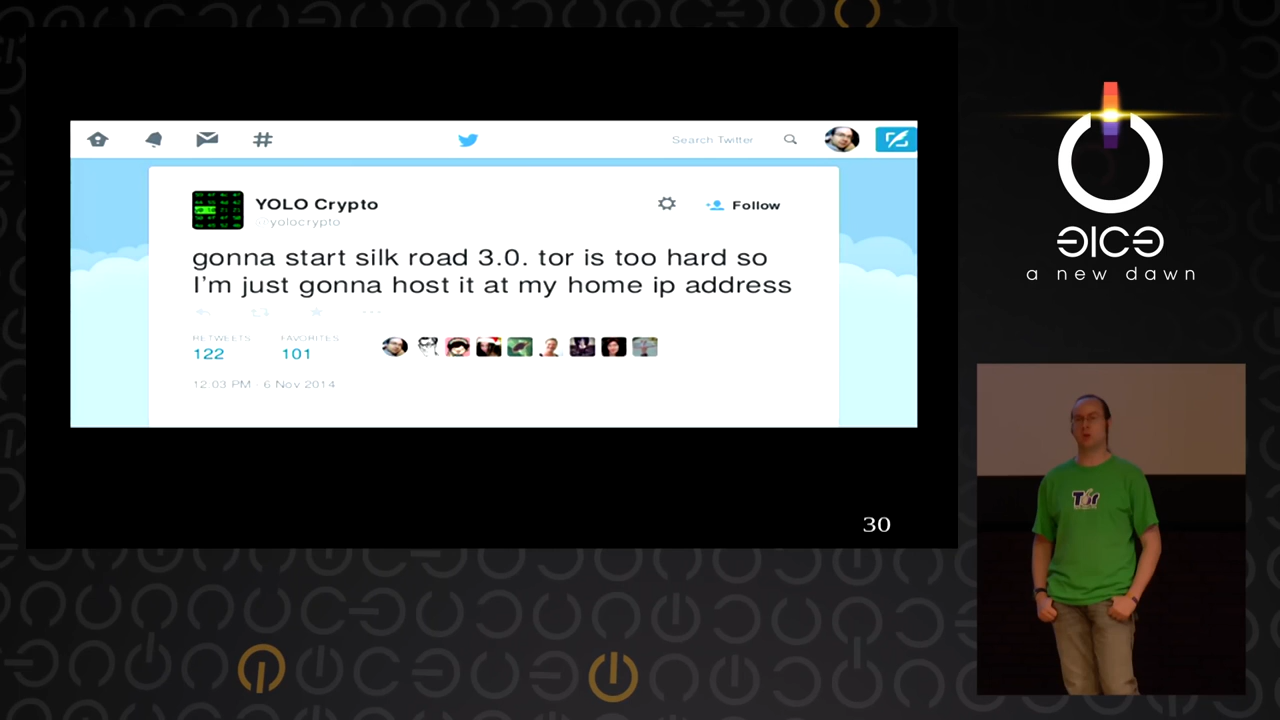 Search Twitter
YOLO Crypto
@yolocrypto
Follow
gonna start silk road 3.0. tor is too hard so
I'm just gonna host it at my home ip address
RETWEETS FAVORITES
122 101
12:03 PM - 6 Nov 2014
30
a new dawn
Tor